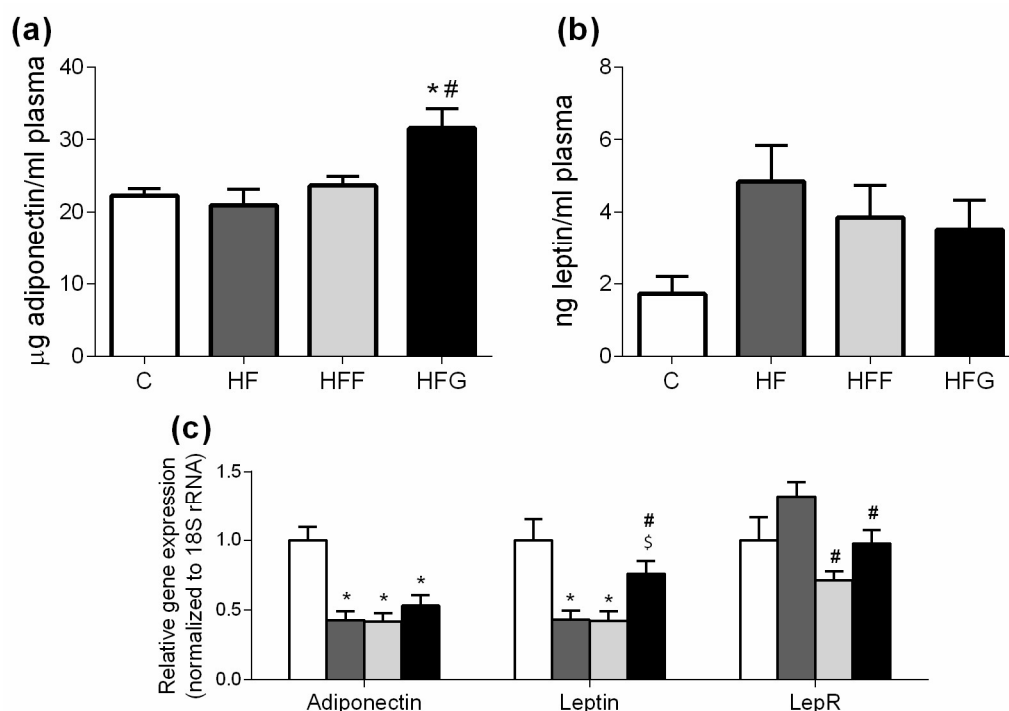 (a)
μg adiponectin/ml plasma
40
30
20
10
0
* #
C HF HFF HFG
(b)
ng leptin/ml plasma
8
6
4
2
0
C HF HFF HFG
(c)
Relative gene expression
(normalized to 18S rRNA)
1.5
1.0
0.5
0.0
* * *
* *
#
$
#
#
Adiponectin Leptin LepR